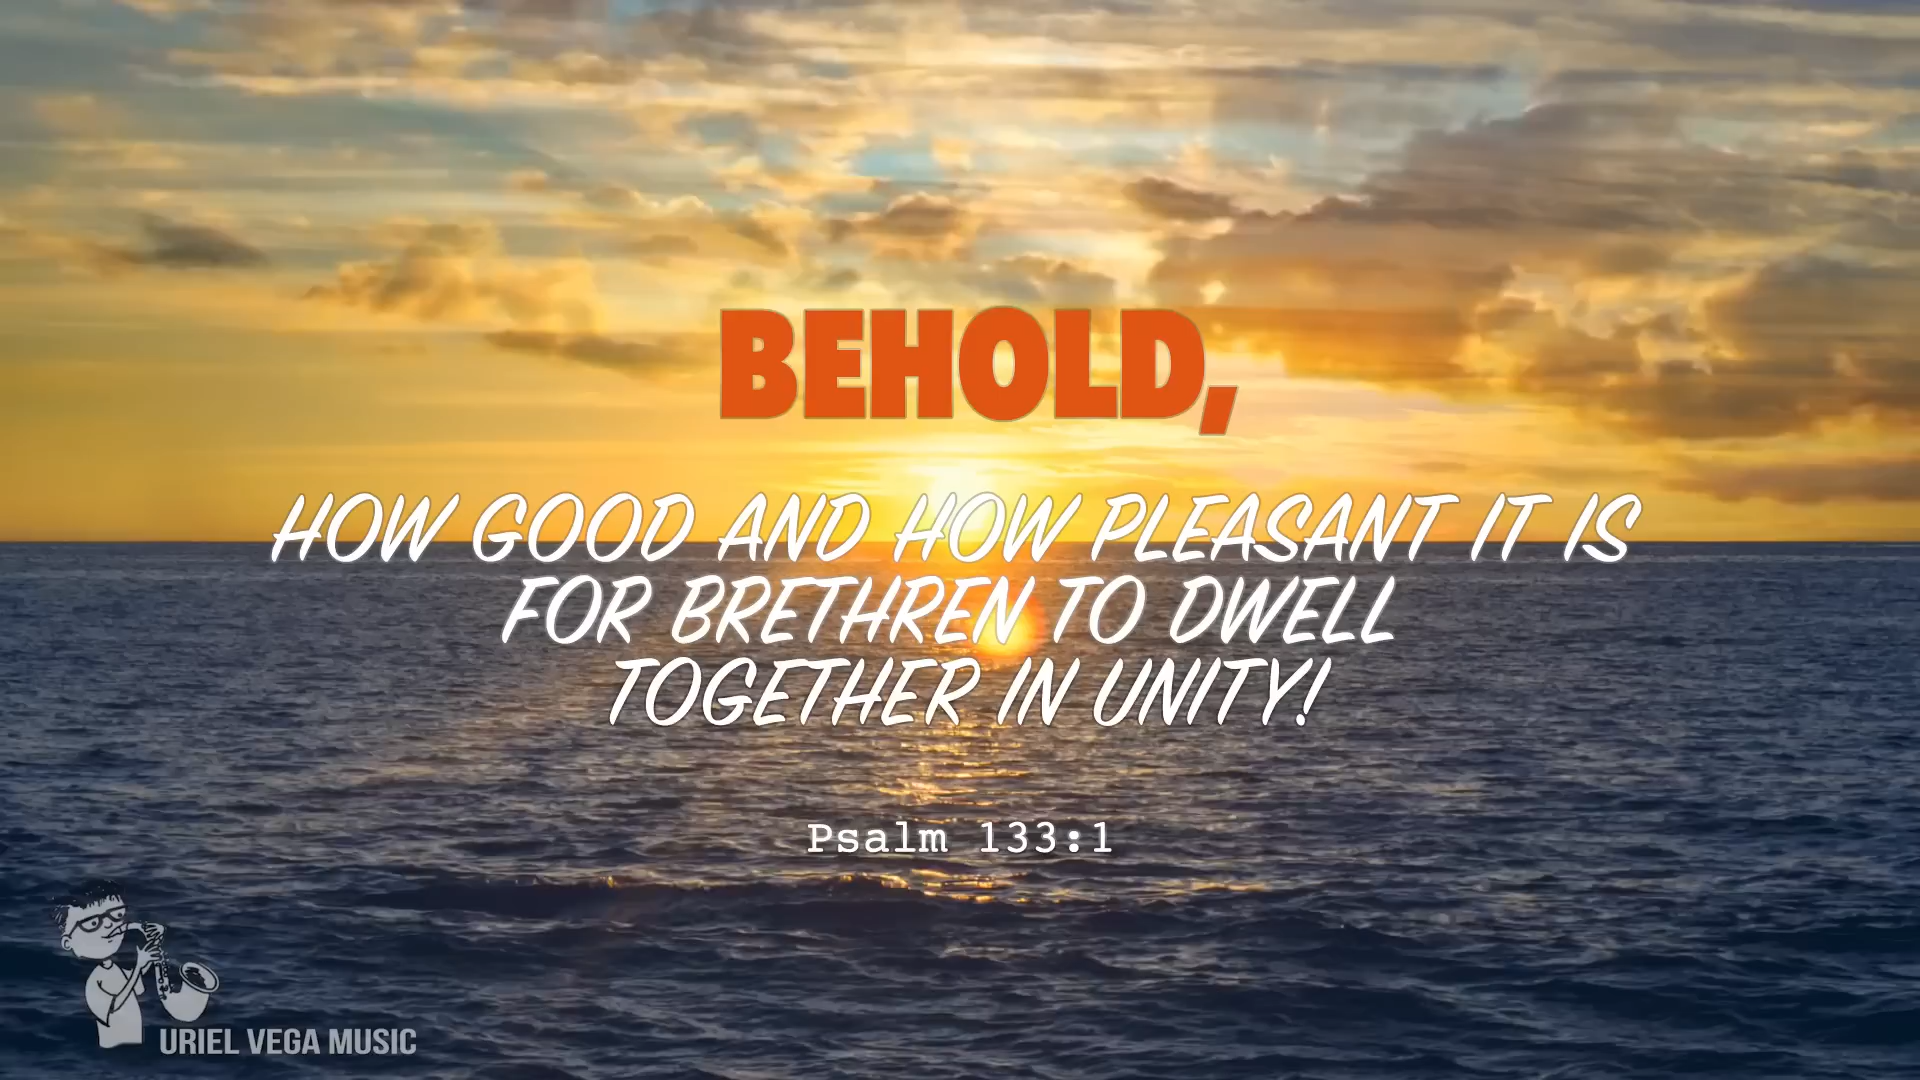 BEHOLD,
HOW GOOD AND HOW PLEASANT IT IS
FOR BRETHREN TO DWELL
TOGETHER IN UNITY!
Psalm 133:1
URIEL VEGA MUSIC